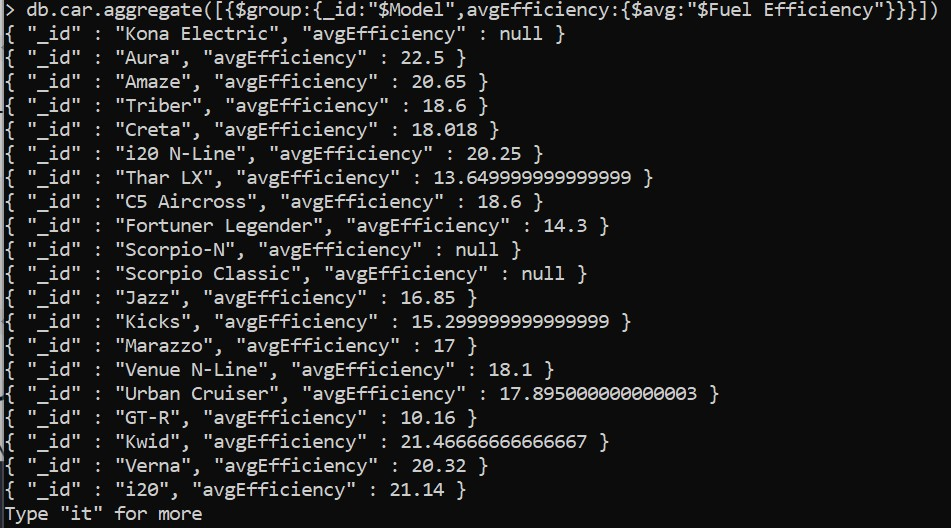 > db.car.aggregate([{$group:{_id:"$Model",avgEfficiency:{$avg:"$Fuel Efficiency"}}}])
{ "_id" : "Kona Electric", "avgEfficiency" : null }
{ "_id" : "Aura", "avgEfficiency" : 22.5 }
{ "_id" : "Amaze", "avgEfficiency" : 20.65 }
{ "_id" : "Triber", "avgEfficiency" : 18.6 }
{ "_id" : "Creta", "avgEfficiency" : 18.018 }
{ "_id" : "i20 N-Line", "avgEfficiency" : 20.25 }
{ "_id" : "Thar LX", "avgEfficiency" : 13.649999999999999 }
{ "_id" : "C5 Aircross", "avgEfficiency" : 18.6 }
{ "_id" : "Fortuner Legender", "avgEfficiency" : 14.3 }
{ "_id" : "Scorpio-N", "avgEfficiency" : null }
{ "_id" : "Scorpio Classic", "avgEfficiency" : null }
{ "_id" : "Jazz", "avgEfficiency" : 16.85 }
{ "_id" : "Kicks", "avgEfficiency" : 15.299999999999999 }
{ "_id" : "Marazzo", "avgEfficiency" : 17 }
{ "_id" : "Venue N-Line", "avgEfficiency" : 18.1 }
{ "_id" : "Urban Cruiser", "avgEfficiency" : 17.895000000000003 }
{ "_id" : "GT-R", "avgEfficiency" : 10.16 }
{ "_id" : "Kwid", "avgEfficiency" : 21.46666666666667 }
{ "_id" : "Verna", "avgEfficiency" : 20.32 }
{ "_id" : "i20", "avgEfficiency" : 21.14 }
Type "it" for more